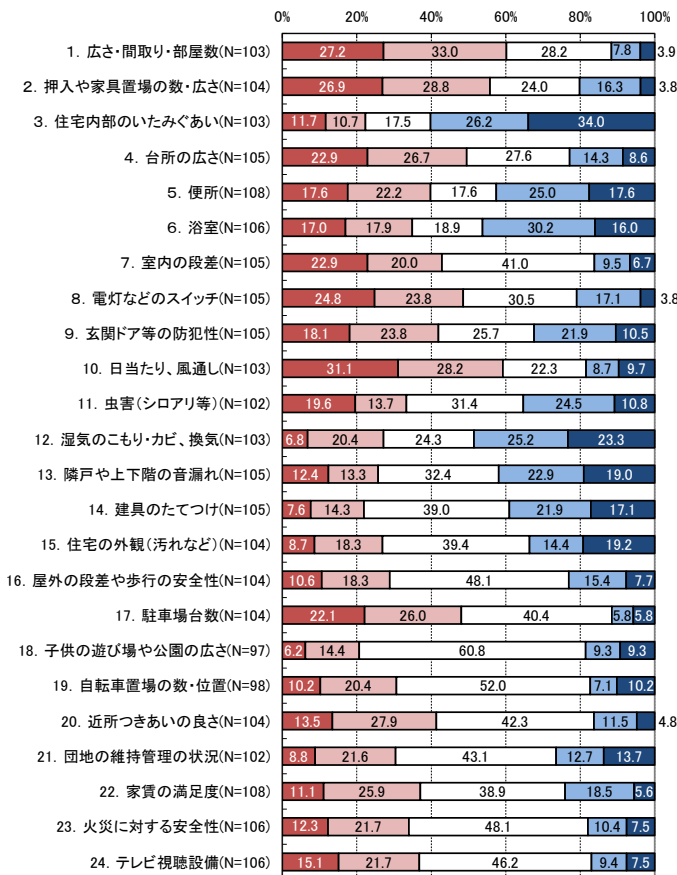 0% 20% 40% 60% 80% 100%
1. 広さ・間取り・部屋数(N=103) 27.2 33.0 28.2 7.8 3.9
2. 押入や家具置場の数・広さ(N=104) 26.9 28.8 24.0 16.3 3.8
3. 住宅内部のいたみぐあい(N=103) 11.7 10.7 17.5 26.2 34.0
4. 台所の広さ(N=105) 22.9 26.7 27.6 14.3 8.6
5. 便所(N=108) 17.6 22.2 17.6 25.0 17.6
6. 浴室(N=106) 17.0 17.9 18.9 30.2 16.0
7. 室内の段差(N=105) 22.9 20.0 41.0 9.5 6.7
8. 電灯などのスイッチ(N=105) 24.8 23.8 30.5 17.1 3.8
9. 玄関ドア等の防犯性(N=105) 18.1 23.8 25.7 21.9 10.5
10. 日当たり、風通し(N=103) 31.1 28.2 22.3 8.7 9.7
11. 虫害(シロアリ等)(N=102) 19.6 13.7 31.4 24.5 10.8
12. 湿気のこもり・カビ、換気(N=103) 6.8 20.4 24.3 25.2 23.3
13. 隣戸や上下階の音漏れ(N=105) 12.4 13.3 32.4 22.9 19.0
14. 建具のたてつけ(N=105) 7.6 14.3 39.0 21.9 17.1
15. 住宅の外観(汚れなど)(N=104) 8.7 18.3 39.4 14.4 19.2
16. 屋外の段差や歩行の安全性(N=104) 10.6 18.3 48.1 15.4 7.7
17. 駐車場台数(N=104) 22.1 26.0 40.4 5.8 5.8
18. 子供の遊び場や公園の広さ(N=97) 6.2 14.4 60.8 9.3 9.3
19. 自転車置場の数・位置(N=98) 10.2 20.4 52.0 7.1 10.2
20. 近所つきあいの良さ(N=104) 13.5 27.9 42.3 11.5 4.8
21. 団地の維持管理の状況(N=102) 8.8 21.6 43.1 12.7 13.7
22. 家賃の満足度(N=108) 11.1 25.9 38.9 18.5 5.6
23. 火災に対する安全性(N=106) 12.3 21.7 48.1 10.4 7.5
24. テレビ視聴設備(N=106) 15.1 21.7 46.2 9.4 7.5